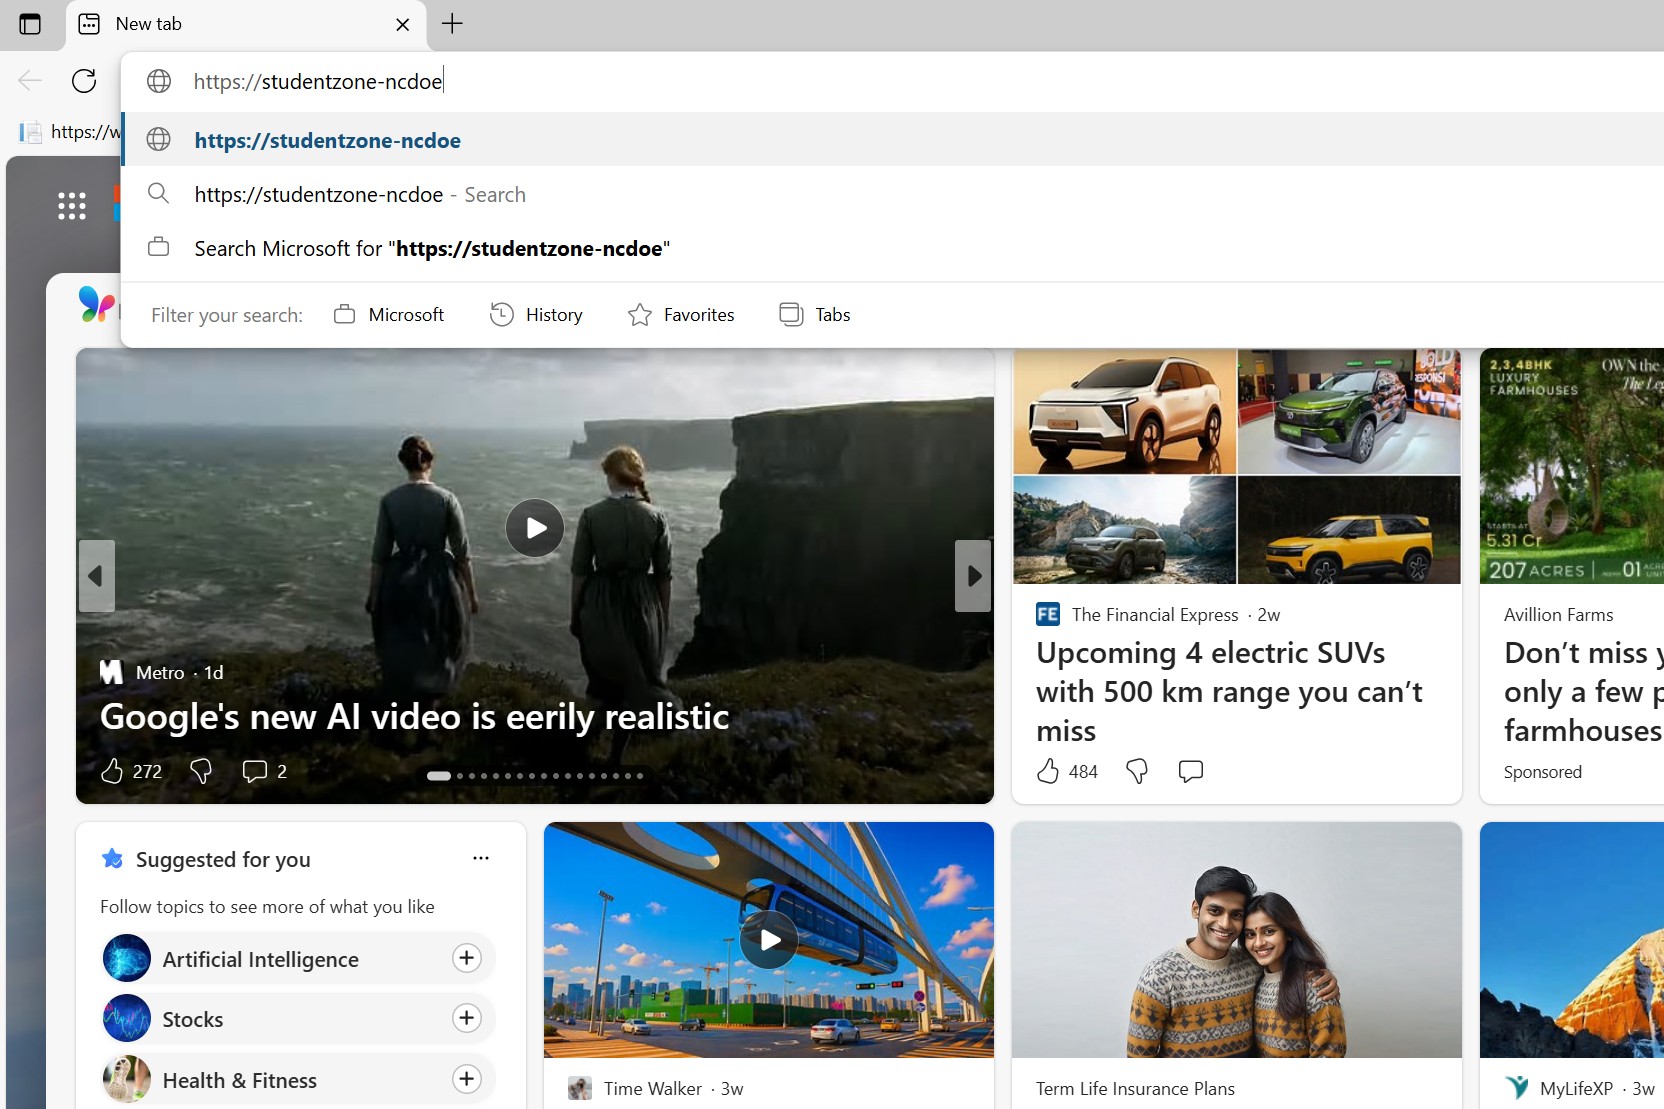 New tab
https://studentzone-ncdoe
https://w
https://studentzone-ncdoe
https://studentzone-ncdoe - Search
Search Microsoft for "https://studentzone-ncdoe"
Filter your search: Microsoft History Favorites Tabs
Metro · 1d
Google's new AI video is eerily realistic
272 2
FE The Financial Express · 2w
Upcoming 4 electric SUVs
with 500 km range you can’t
miss
484
2,3,4BHK
LUXURY
FARMHOUSES
OWN the
The Leg
STARTS AT
5.31 Cr
207 ACRES | 01
Avillion Farms
Don’t miss y
only a few p
farmhouses
Sponsored
Suggested for you
Follow topics to see more of what you like
Artificial Intelligence
Stocks
Health & Fitness
Time Walker · 3w
Term Life Insurance Plans
MyLifeXP · 3w